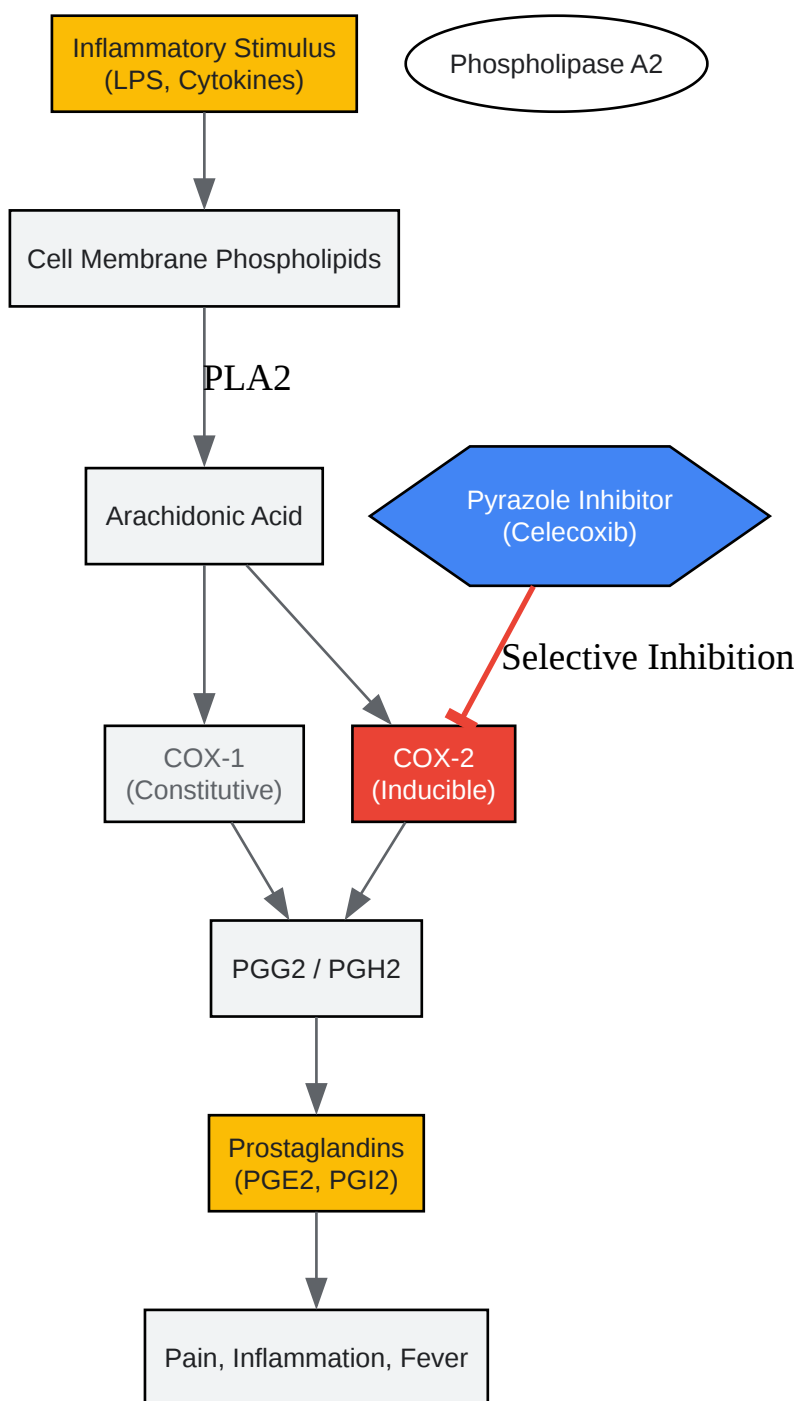 Inflammatory Stimulus
(LPS, Cytokines)
Phospholipase A2
Cell Membrane Phospholipids
PLA2
Arachidonic Acid
Pyrazole Inhibitor
(Celecoxib)
Selective Inhibition
COX-1
(Constitutive)
COX-2
(Inducible)
PGG2 / PGH2
Prostaglandins
(PGE2, PGI2)
Pain, Inflammation, Fever